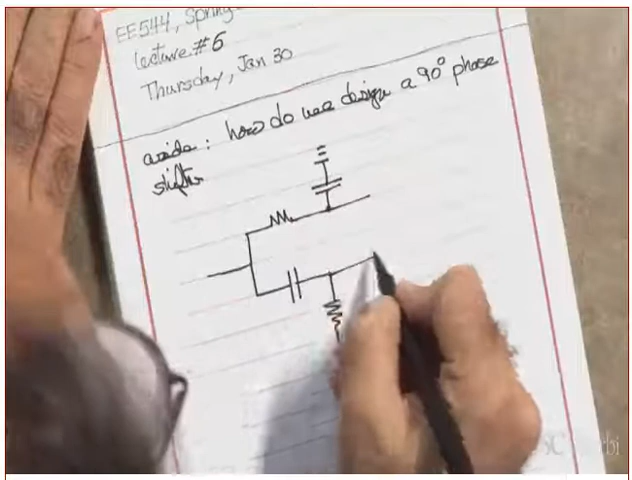 EE544, Spring
Lecture #6
Thursday, Jan 30
aside: how do we design a 90° phase
shifter